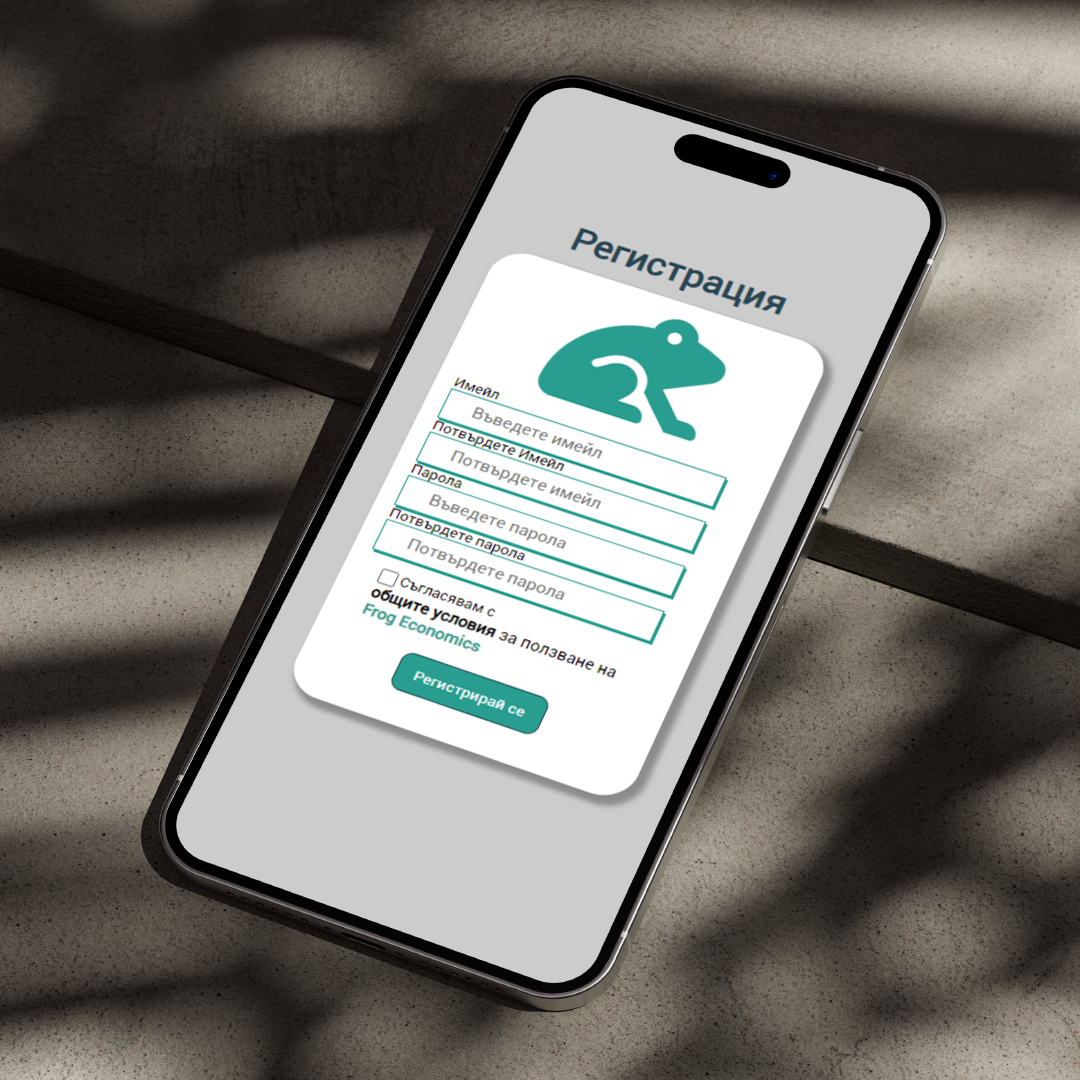 Регистрация
Имейл
Въведете имейл
Потвърдете Имейл
Потвърдете имейл
Парола
Въведете парола
Потвърдете парола
Потвърдете парола
Съгласявам с
общите условия за ползване на
Frog Economics
Регистрирай се